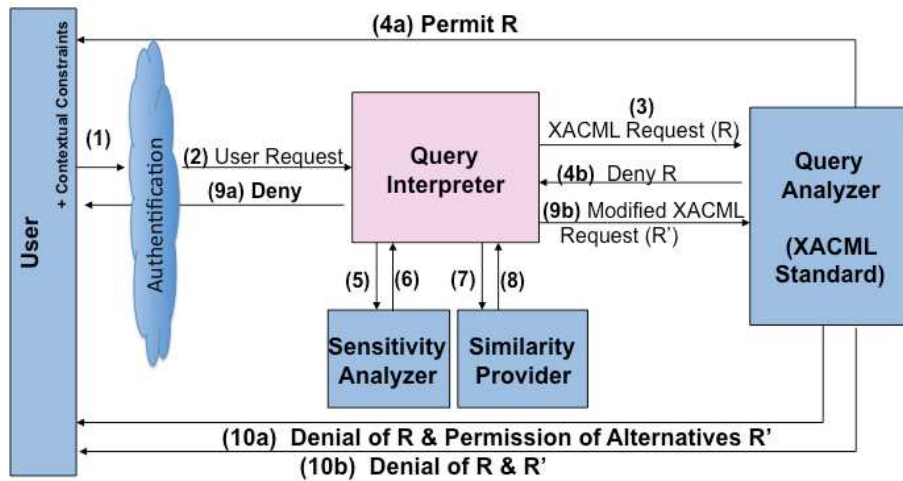 (4a) Permit R
User
+ Contextual Constraints
(1)
Authentification
(2) User Request
(9a) Deny
Query
Interpreter
(3)
XACML Request (R)
(4b) Deny R
(9b) Modified XACML
Request (R’)
Query
Analyzer
(XACML
Standard)
(5)
(6)
(7)
(8)
Sensitivity
Analyzer
Similarity
Provider
(10a) Denial of R & Permission of Alternatives R’
(10b) Denial of R & R’